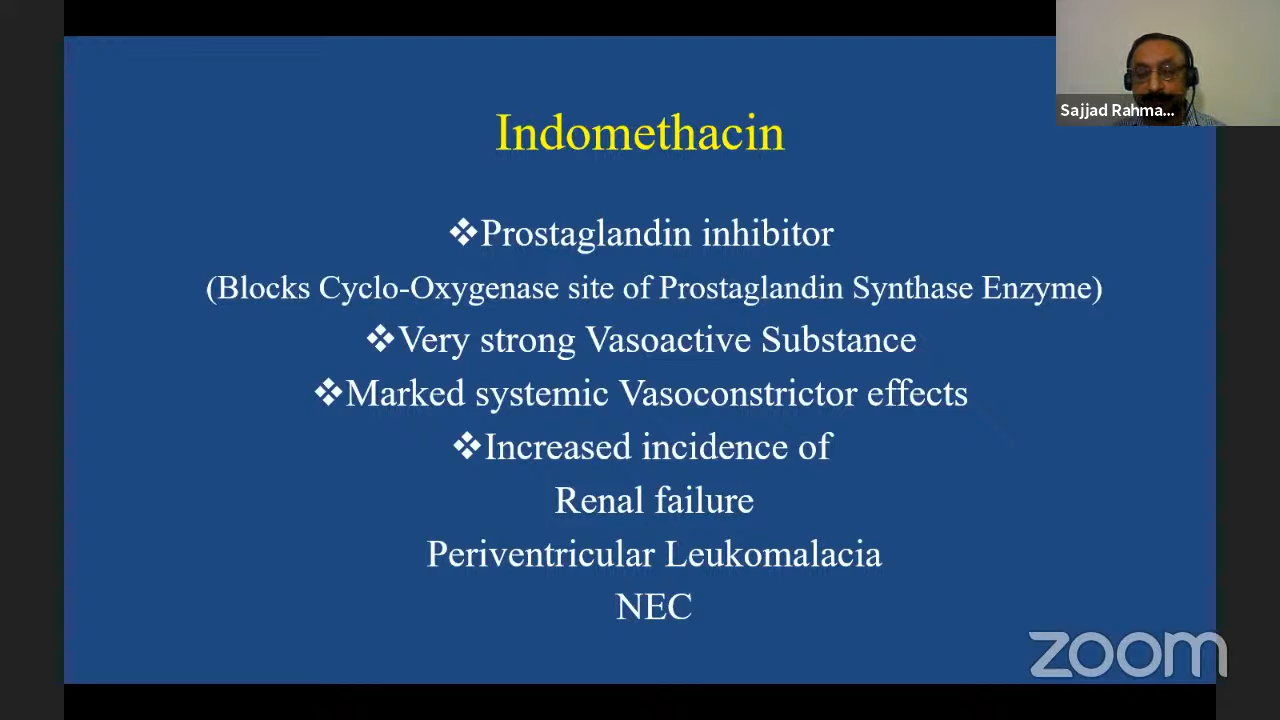 Indomethacin
❖Prostaglandin inhibitor
(Blocks Cyclo-Oxygenase site of Prostaglandin Synthase Enzyme)
❖Very strong Vasoactive Substance
❖Marked systemic Vasoconstrictor effects
❖Increased incidence of
Renal failure
Periventricular Leukomalacia
NEC
Sajjad Rahma...
zoom